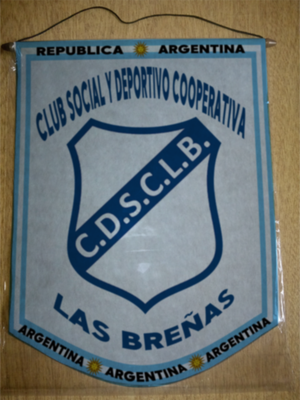 REPUBLICA ARGENTINA
CLUB SOCIAL Y DEPORTIVO COOPERATIVA
C.D.S.C.L.B.
LAS BREÑAS
ARGENTINA ARGENTINA ARGENTINA